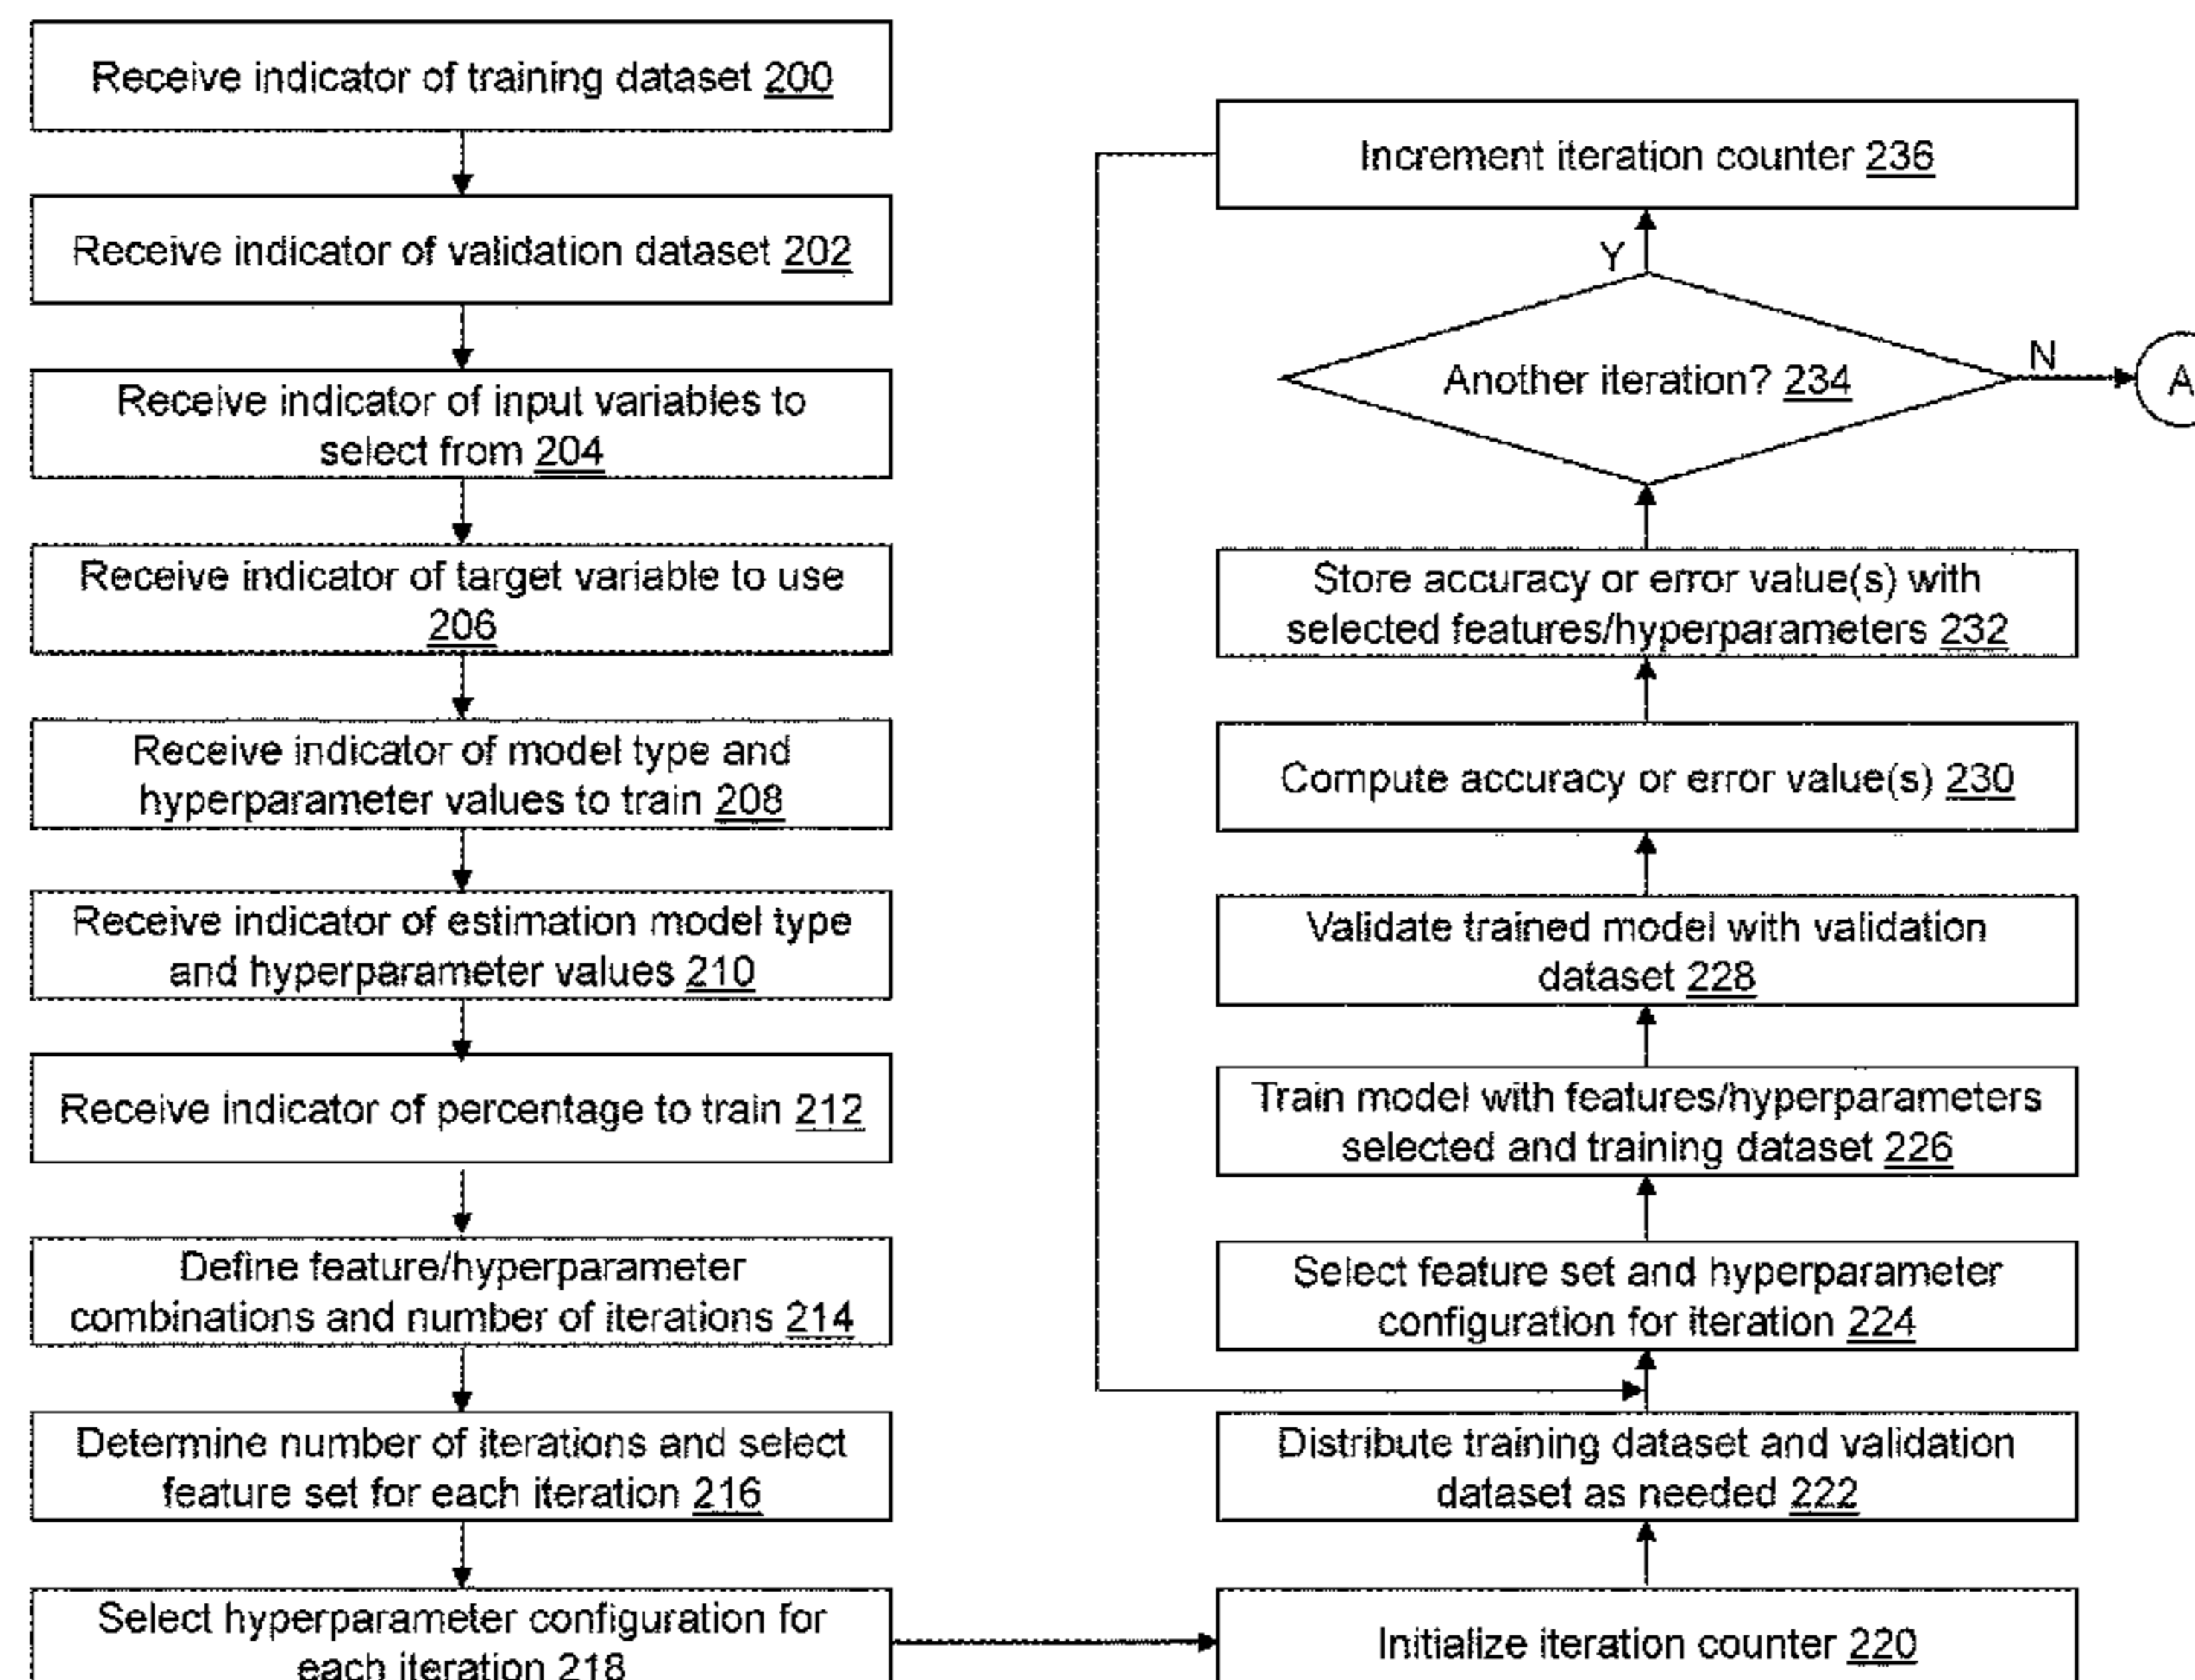 Receive indicator of training dataset 200
Receive indicator of validation dataset 202
Receive indicator of input variables to
select from 204
Receive indicator of target variable to use
206
Receive indicator of model type and
hyperparameter values to train 208
Receive indicator of estimation model type
and hyperparameter values 210
Receive indicator of percentage to train 212
Define feature/hyperparameter
combinations and number of iterations 214
Determine number of iterations and select
feature set for each iteration 216
Select hyperparameter configuration for
each iteration 218
Increment iteration counter 236
Y
Another iteration? 234
N
A
Store accuracy or error value(s) with
selected features/hyperparameters 232
Compute accuracy or error value(s) 230
Validate trained model with validation
dataset 228
Train model with features/hyperparameters
selected and training dataset 226
Select feature set and hyperparameter
configuration for iteration 224
Distribute training dataset and validation
dataset as needed 222
Initialize iteration counter 220